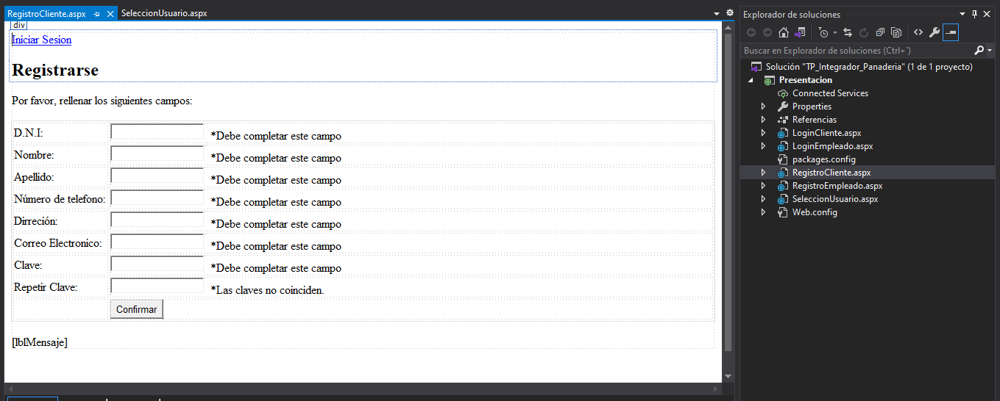 RegistroCliente.aspx
SeleccionUsuario.aspx
div
Iniciar Sesion
Registrarse
Por favor, rellenar los siguientes campos:
D.N.I: *Debe completar este campo
Nombre: *Debe completar este campo
Apellido: *Debe completar este campo
Número de telefono: *Debe completar este campo
Dirreción: *Debe completar este campo
Correo Electronico: *Debe completar este campo
Clave: *Debe completar este campo
Repetir Clave: *Las claves no coinciden.
Confirmar
[lblMensaje]
Explorador de soluciones
Buscar en Explorador de soluciones (Ctrl+`)
Solución "TP_Integrador_Panaderia" (1 de 1 proyecto)
Presentacion
Connected Services
Properties
Referencias
LoginCliente.aspx
LoginEmpleado.aspx
packages.config
RegistroCliente.aspx
RegistroEmpleado.aspx
SeleccionUsuario.aspx
Web.config